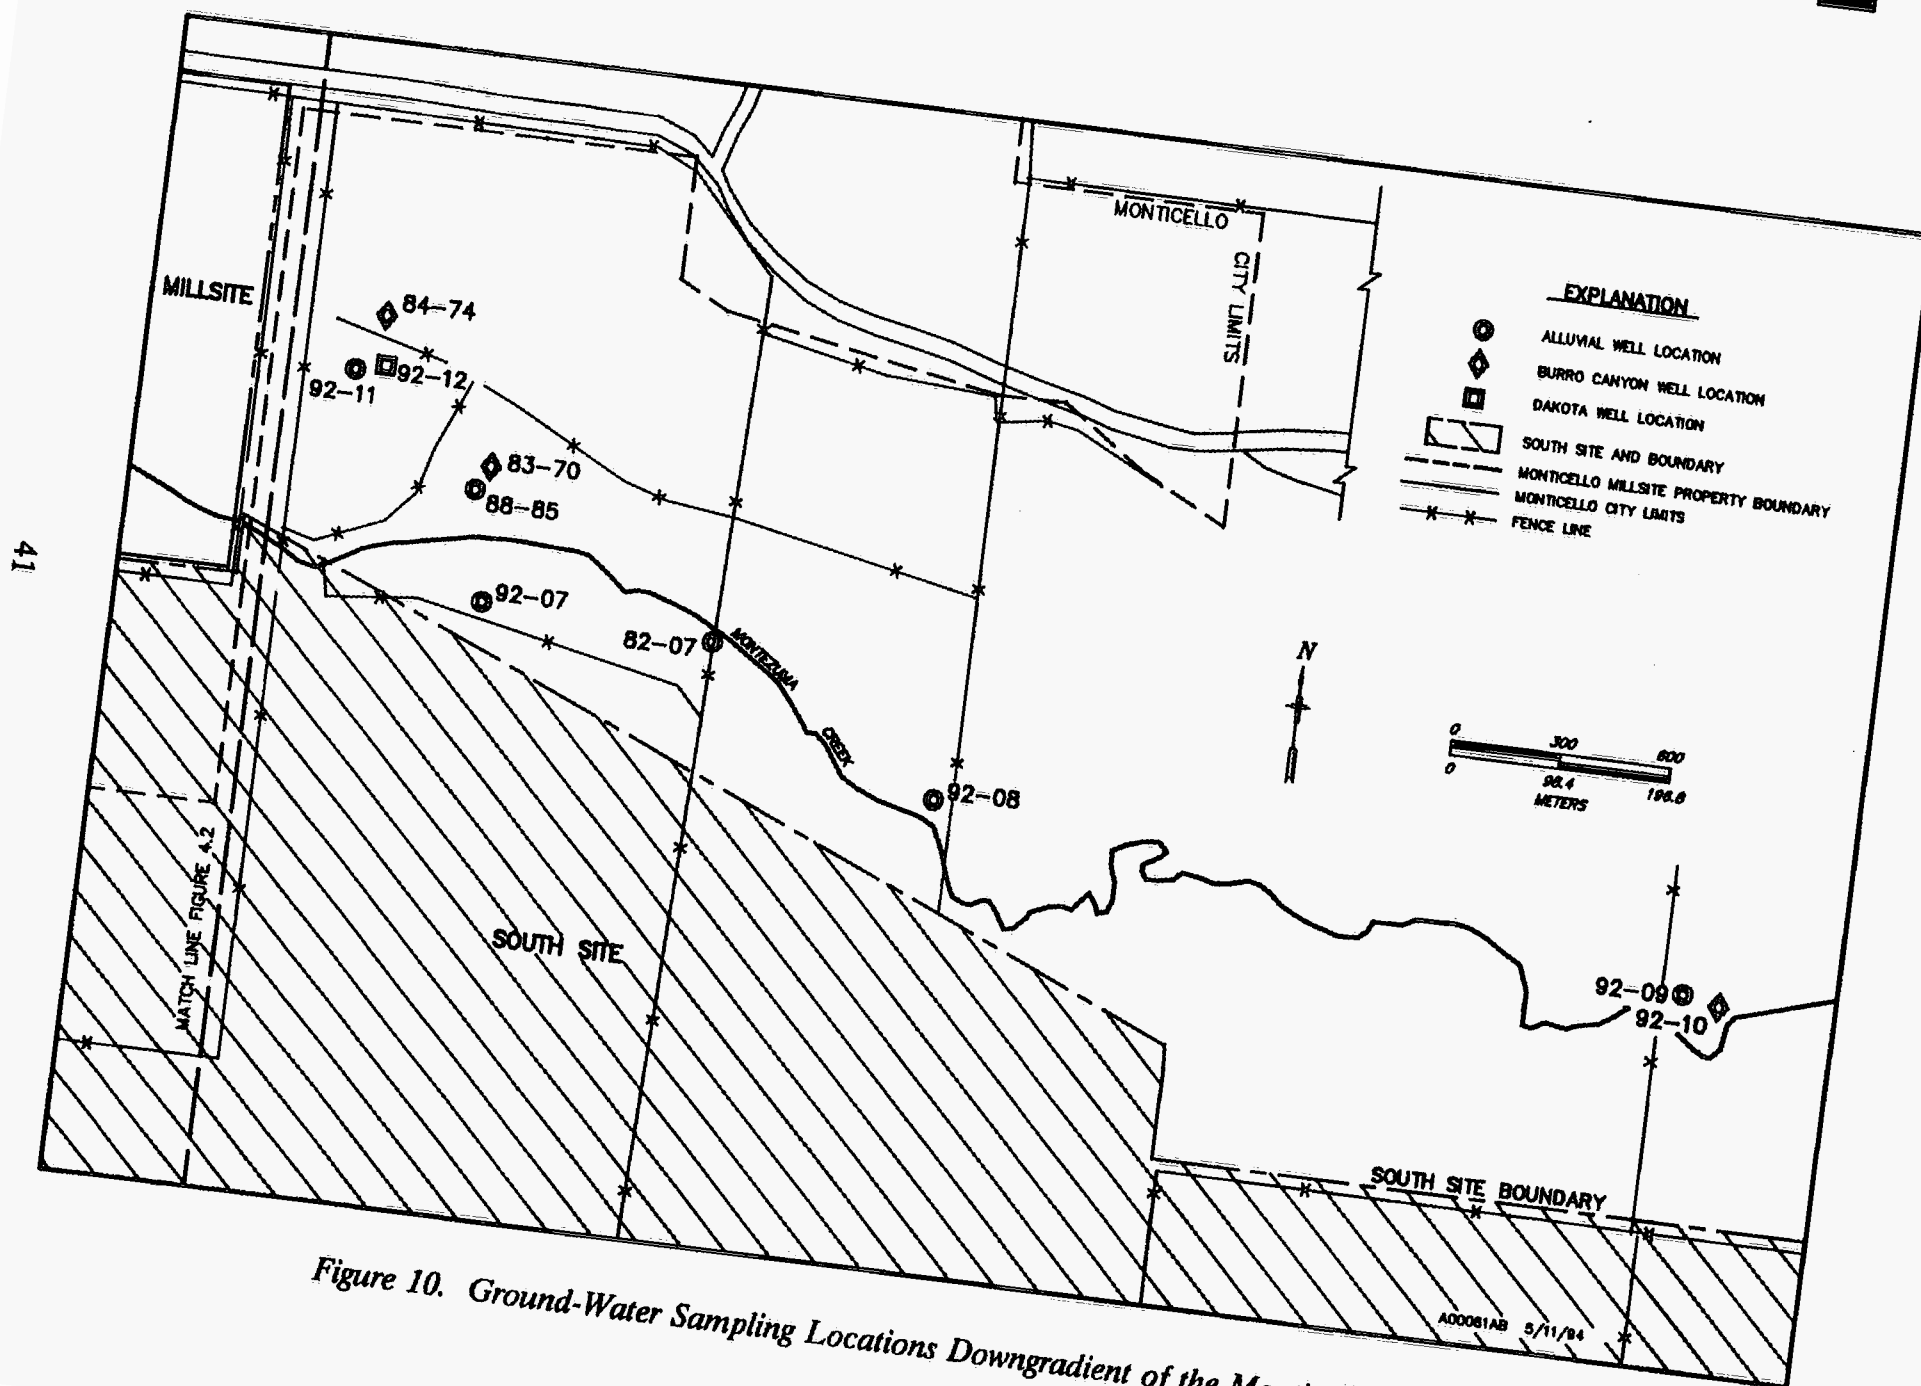 MONTICELLO
CITY LIMITS
MILLSITE
84-74
92-12
92-11
83-70
88-85
92-07
82-07
MONTEZUMA
CREEK
92-08
92-09
92-10
EXPLANATION
ALLUVIAL WELL LOCATION
BURRO CANYON WELL LOCATION
DAKOTA WELL LOCATION
SOUTH SITE AND BOUNDARY
MONTICELLO MILLSITE PROPERTY BOUNDARY
MONTICELLO CITY LIMITS
FENCE LINE
N
0 300 600
0 98.4 196.8
METERS
MATCH LINE FIGURE 4.2
SOUTH SITE
SOUTH SITE BOUNDARY
A00061AB 5/11/94
41
Figure 10. Ground-Water Sampling Locations Downgradient of the